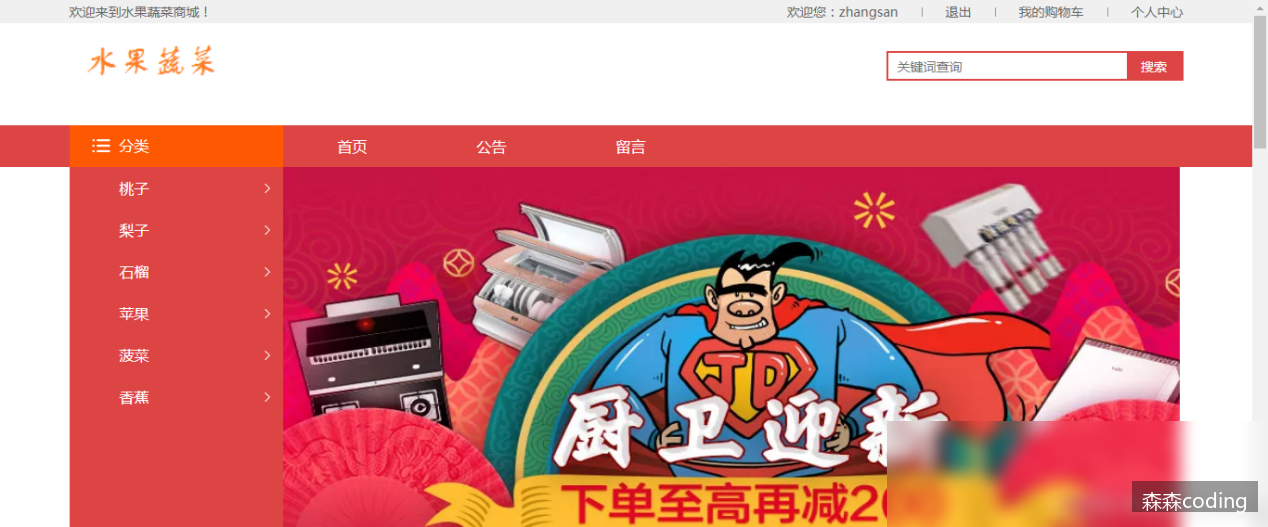 欢迎来到水果蔬菜商城！
欢迎您：zhangsan | 退出 | 我的购物车 | 个人中心
水果蔬菜
关键词查询 搜索
分类 首页 公告 留言
桃子
梨子
石榴
苹果
菠菜
香蕉
JD
厨卫迎新
下单至高再减2
森森coding